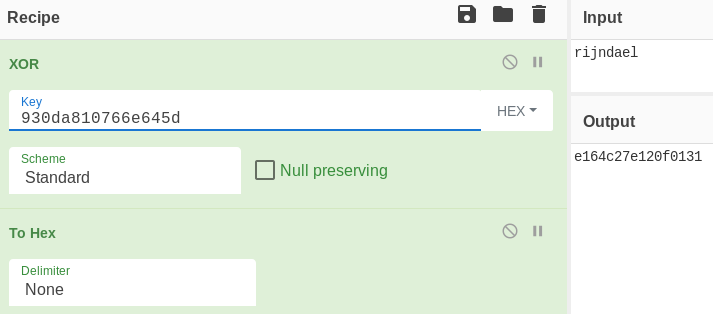 Recipe
XOR
Key
930da810766e645d
HEX
Scheme
Standard
Null preserving
To Hex
Delimiter
None
Input
rijndael
Output
e164c27e120f0131